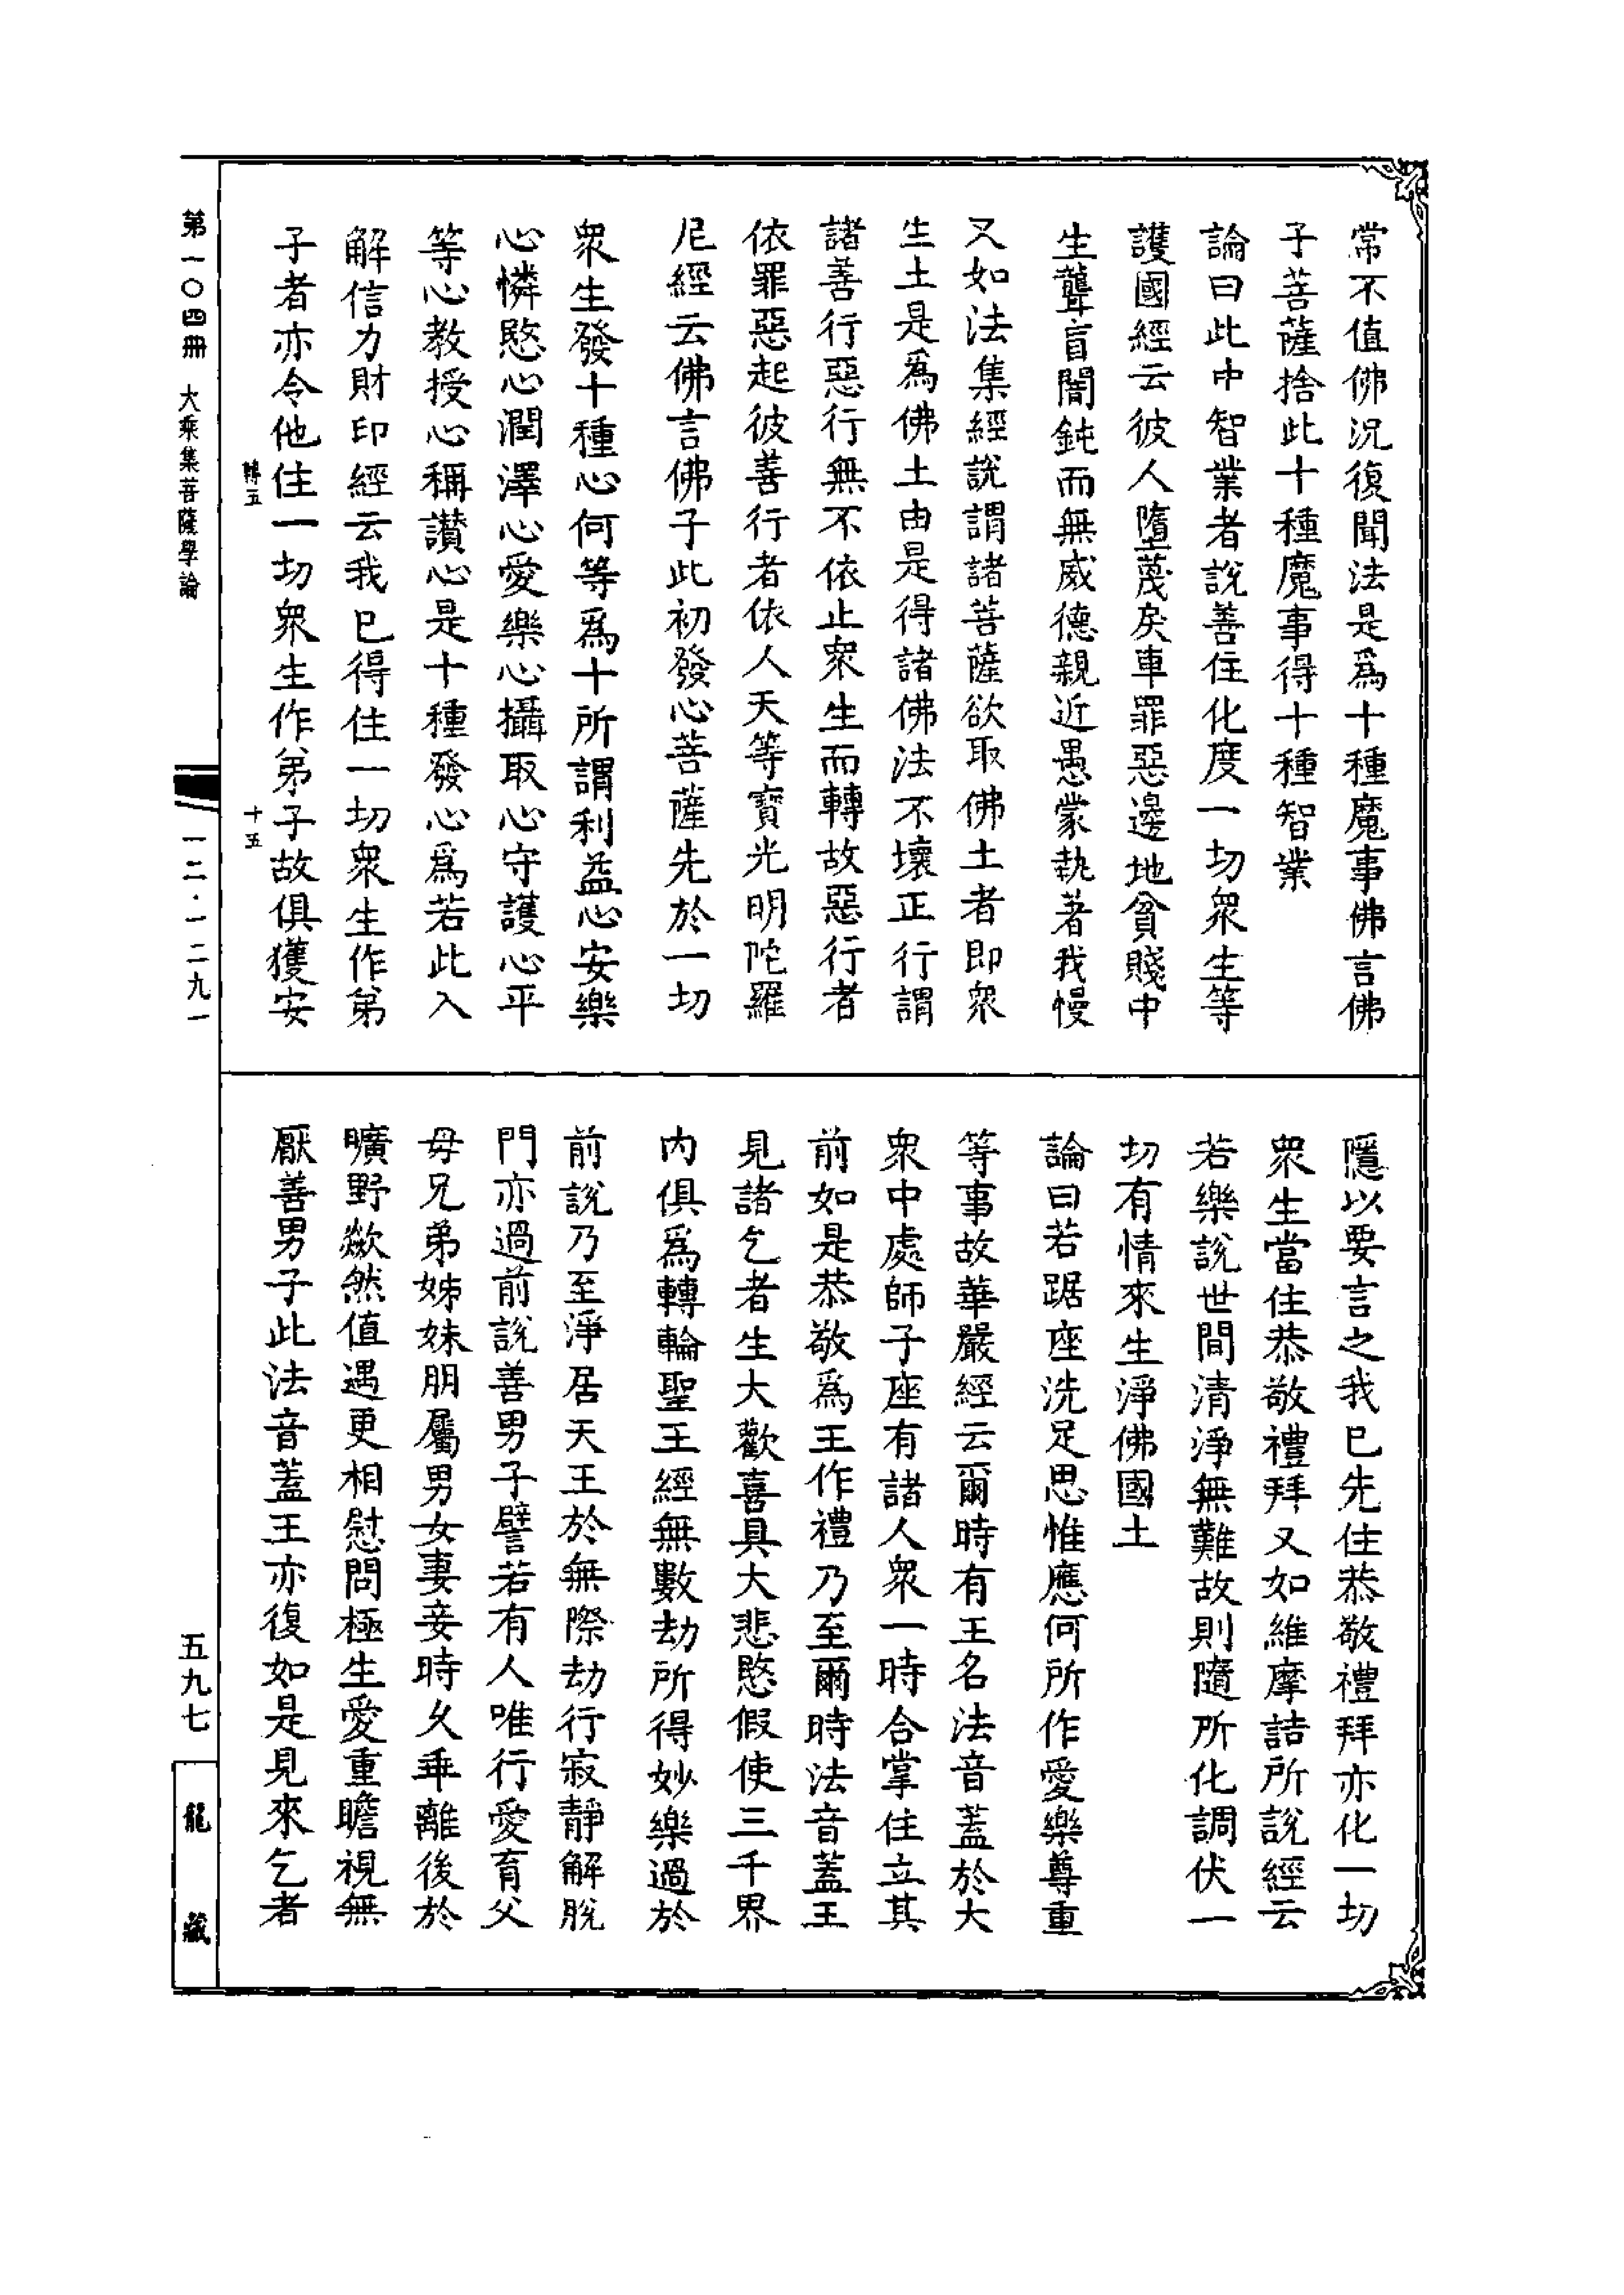 常不值佛況復聞法是爲十種魔事佛言佛
子菩薩捨此十種魔事得十種智業
論曰此中智業者說善住化度一切眾生等
護國經云彼人墮蔑戾車罪惡邊地貧賤中
生聾盲闇鈍而無威德親近愚蒙執著我慢
又如法集經說謂諸菩薩欲取佛土者即眾
生土是爲佛土由是得諸佛法不壞正行謂
諸善行惡行無不依止眾生而轉故惡行者
依罪惡起彼善行者依人天等寶光明陀羅
尼經云佛言佛子此初發心菩薩先於一切
眾生發十種心何等爲十所謂利益心安樂
心憐愍心潤澤心愛樂心攝取心守護心平
等心教授心稱讚心是十種發心爲若此入
解信力財印經云我已得住一切眾生作弟
子者亦令他住一切眾生作弟子故俱獲安
轉五
十五
隱以要言之我已先住恭敬禮拜亦化一切
眾生當住恭敬禮拜又如維摩詰所說經云
若樂說世間清淨無難故則隨所化調伏一
切有情來生淨佛國土
論曰若踞座洗足思惟應何所作愛樂尊重
等事故華嚴經云爾時有王名法音蓋於大
眾中處師子座有諸人眾一時合掌住立其
前如是恭敬爲王作禮乃至爾時法音蓋王
見諸乞者生大歡喜具大悲愍假使三千界
內俱爲轉輪聖王經無數劫所得妙樂過於
前說乃至淨居天王於無際劫行寂靜解脫
門亦過前說善男子譬若有人唯行愛育父
母兄弟姊妹朋屬男女妻妾時久乖離後於
曠野歘然值遇更相慰問極生愛重瞻視無
厭善男子此法音蓋王亦復如是見來乞者
第一〇四冊 大乘集菩薩學論
一二·一二九一
五九七
龍藏